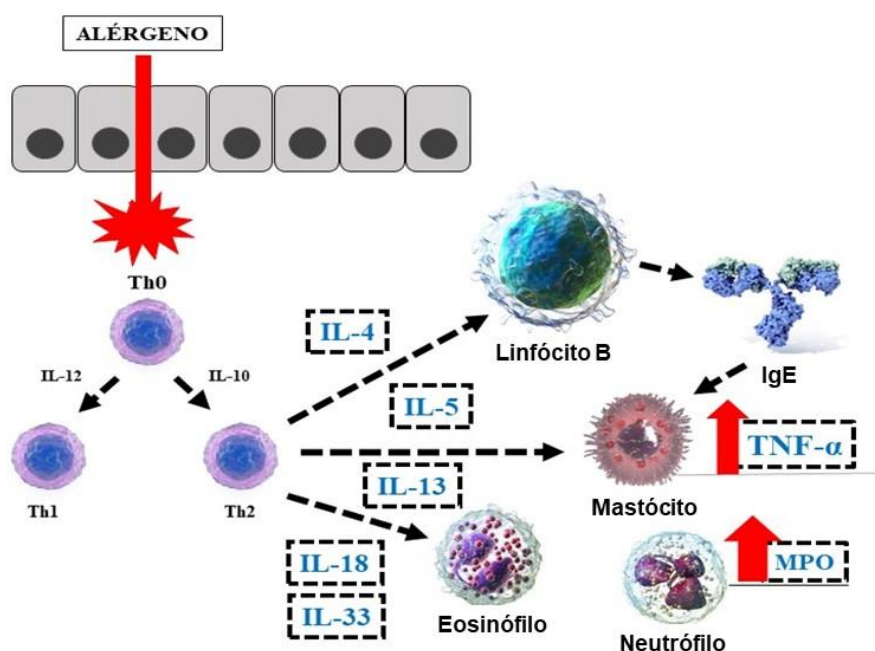 ALÉRGENO
Th0
IL-12
IL-10
Th1
Th2
IL-4
IL-5
IL-13
IL-18
IL-33
Linfócito B
IgE
TNF-α
Mastócito
MPO
Eosinófilo
Neutrófilo